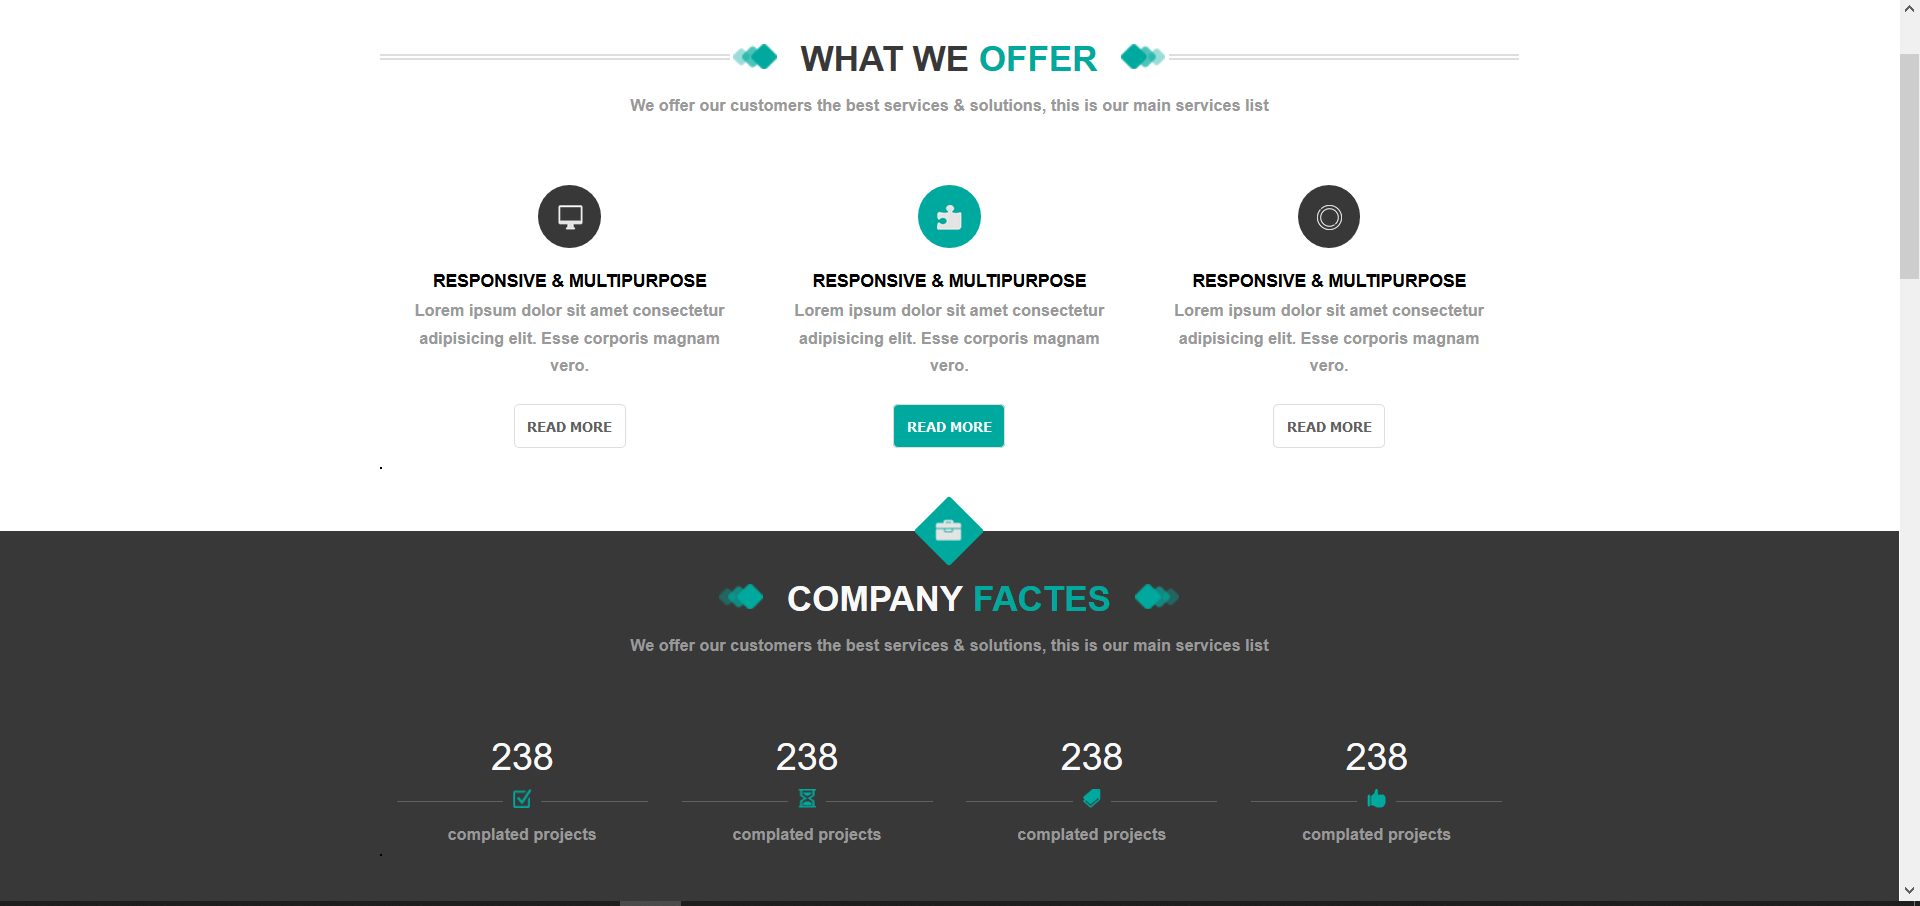 WHAT WE OFFER
We offer our customers the best services & solutions, this is our main services list
RESPONSIVE & MULTIPURPOSE
Lorem ipsum dolor sit amet consectetur
adipisicing elit. Esse corporis magnam
vero.
READ MORE
RESPONSIVE & MULTIPURPOSE
Lorem ipsum dolor sit amet consectetur
adipisicing elit. Esse corporis magnam
vero.
READ MORE
RESPONSIVE & MULTIPURPOSE
Lorem ipsum dolor sit amet consectetur
adipisicing elit. Esse corporis magnam
vero.
READ MORE
.
COMPANY FACTES
We offer our customers the best services & solutions, this is our main services list
238
complated projects
238
complated projects
238
complated projects
238
complated projects
.